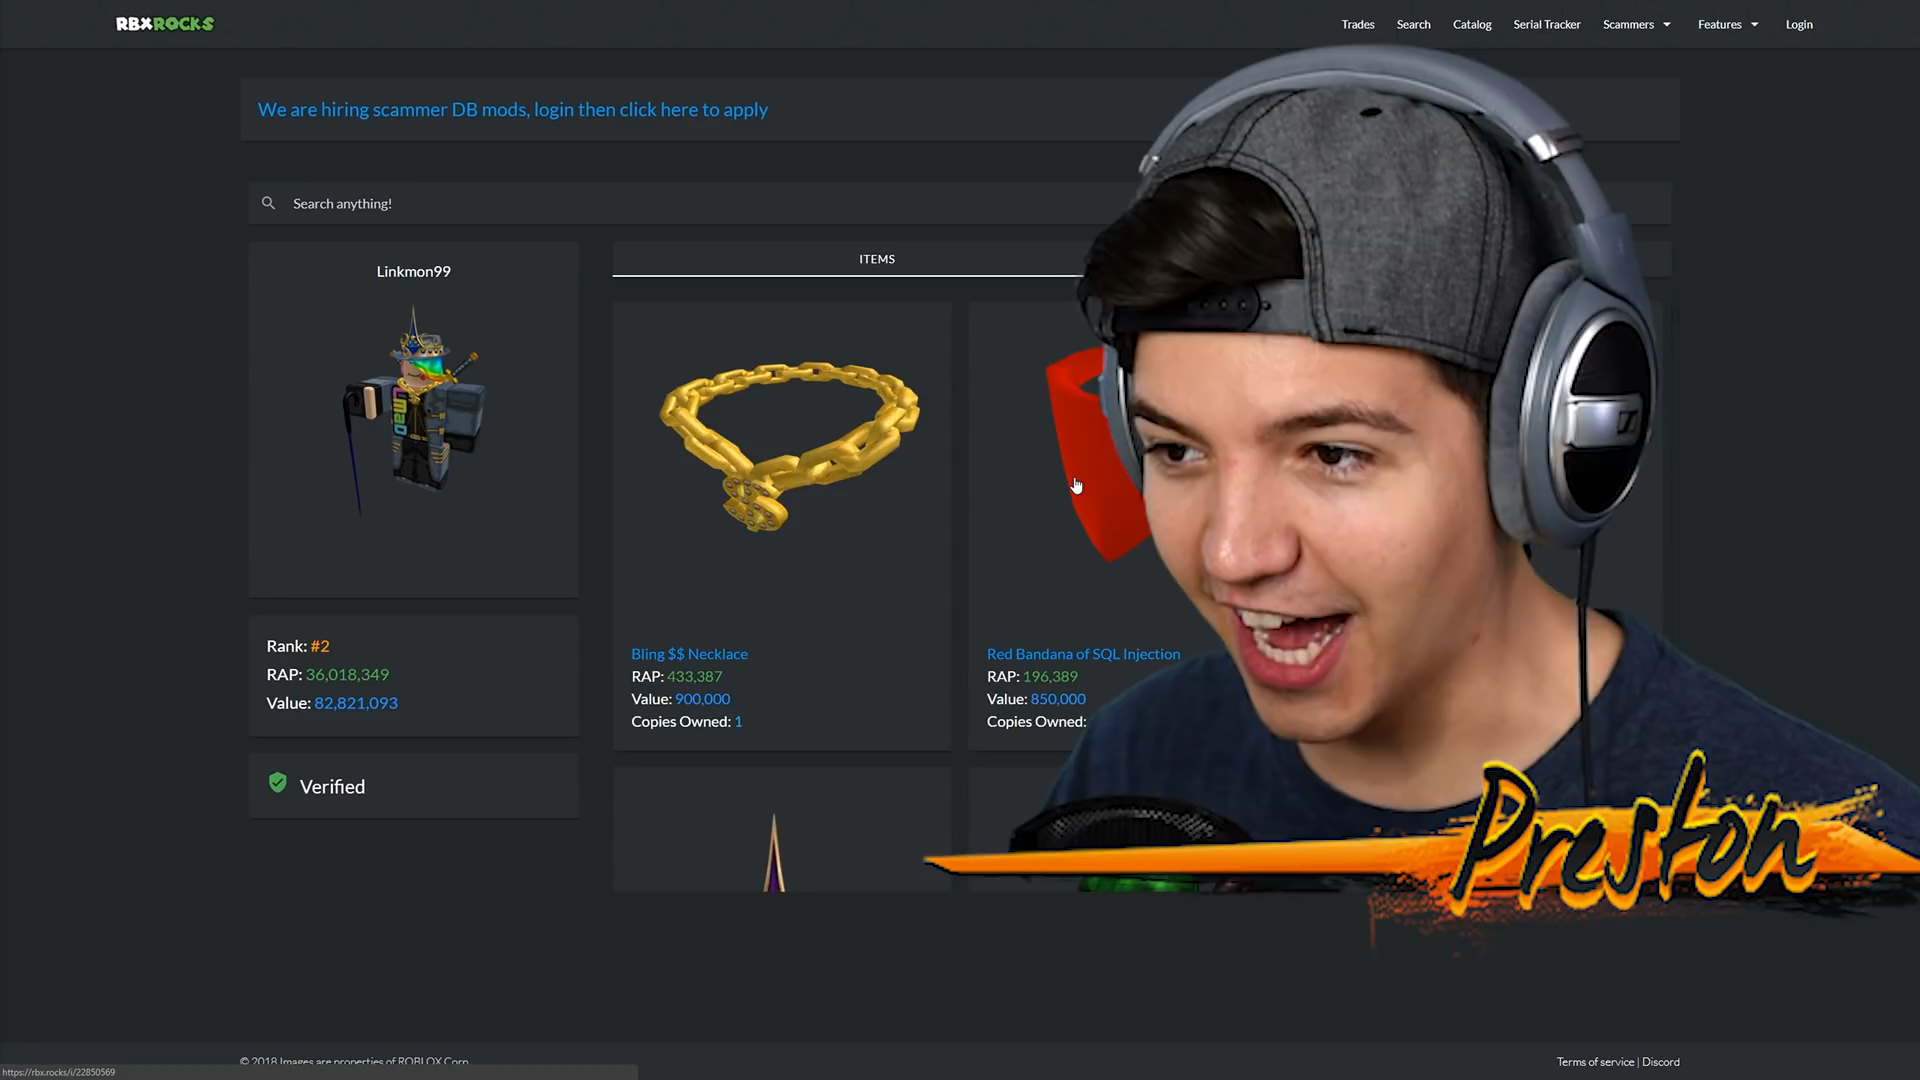 RBXROCKS
Trades Search Catalog Serial Tracker Scammers Features Login
We are hiring scammer DB mods, login then click here to apply
Search anything!
Linkmon99
ITEMS
Rank: #2
RAP: 36,018,349
Value: 82,821,093
Verified
Bling $$ Necklace
RAP: 433,387
Value: 900,000
Copies Owned: 1
Red Bandana of SQL Injection
RAP: 196,389
Value: 850,000
Copies Owned:
Preston
© 2018 Images are properties of ROBLOX Corp
Terms of service | Discord
https://rbx.rocks/i/22850569